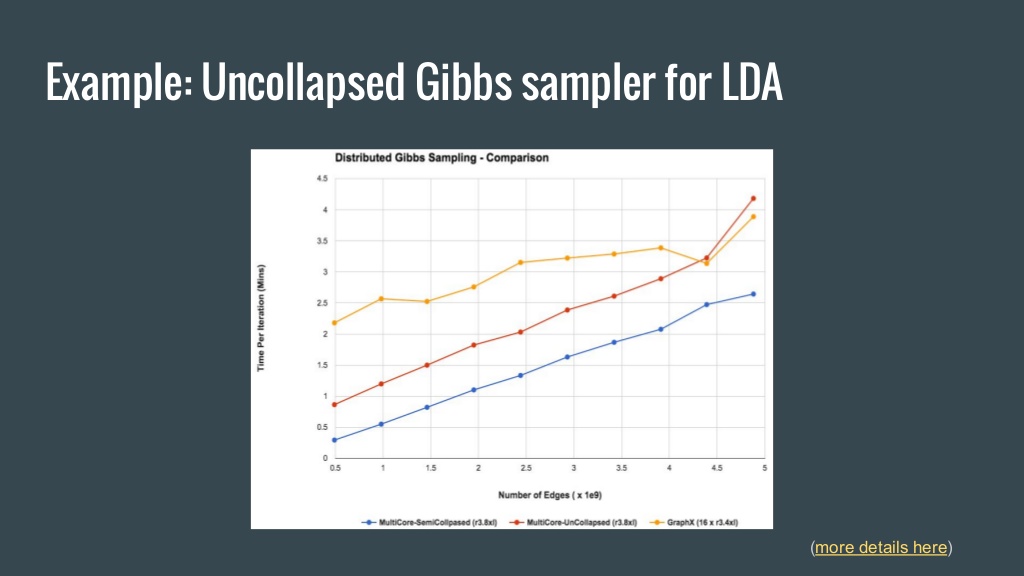 Example: Uncollapsed Gibbs sampler for LDA
Distributed Gibbs Sampling - Comparison
4.5
4
3.5
3
2.5
2
1.5
1
0.5
0
Time Per Iteration (Mins)
0.5 1 1.5 2 2.5 3 3.5 4 4.5 5
Number of Edges ( x 1e9)
MultiCore-SemiCollpased (r3.8xl) MultiCore-UnCollapsed (r3.8xl) GraphX (16 x r3.4xl)
(more details here)